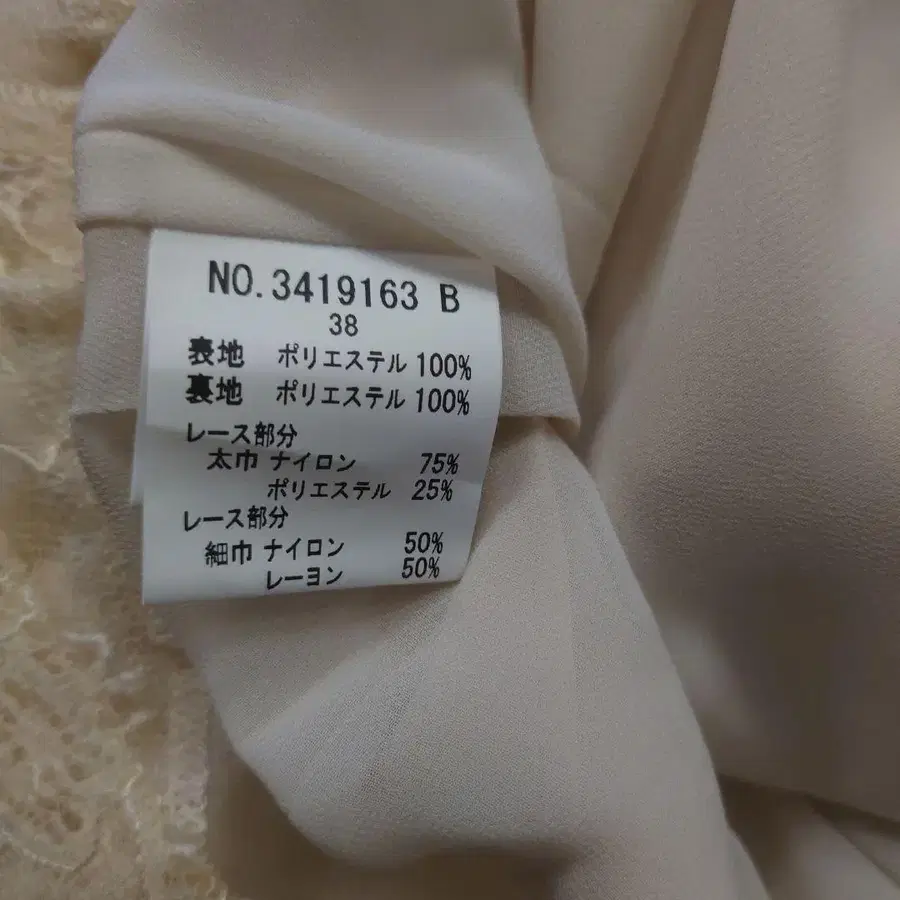 NO.3419163 B
38
表地 ポリエステル 100%
裏地 ポリエステル 100%
レース部分
太巾 ナイロン 75%
ポリエステル 25%
レース部分
細巾 ナイロン 50%
レーヨン 50%